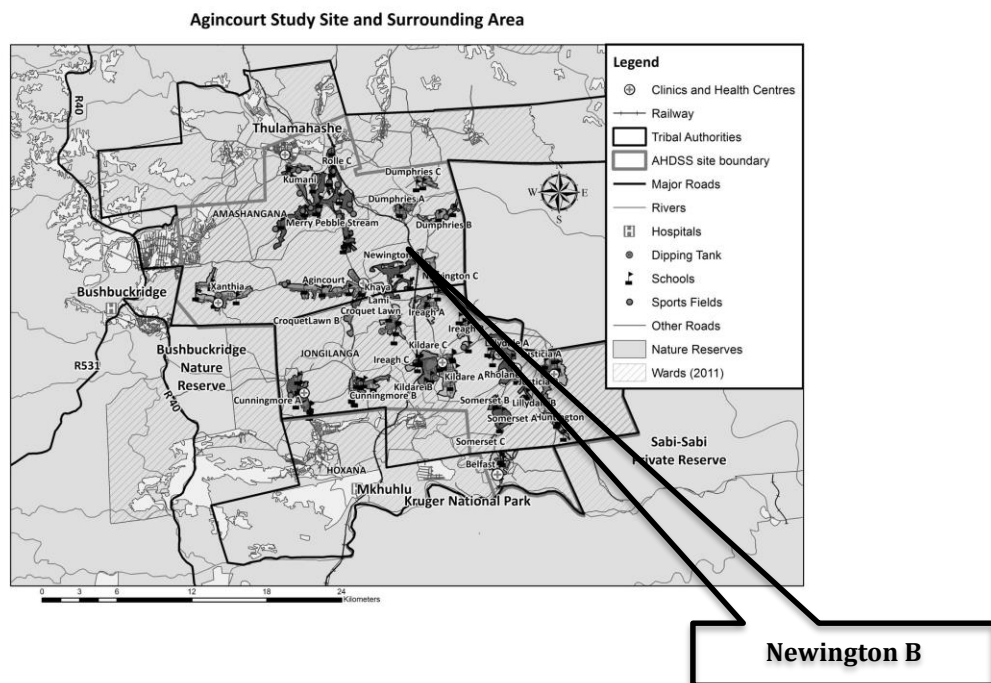 Agincourt Study Site and Surrounding Area
R40
Thulamahashe
Rolle C
Kumani
Dumphries C
Dumphries A
AMASHANGANA
Merry Pebble Stream
Dumphries B
Newington
Newington C
Xanthia
Agincourt
Khaya
Lami
Bushbuckridge
H
CroquetLawn B
Croquet Lawn
Ireagh A
Bushbuckridge
Nature
Reserve
JONGILANGA
Kildare C
Ireagh C
R531
R 40
Kildare A
Kildare B
Cunningmore A
Cunningmore B
Somerset B
Lillydale B
Somerset A
Huntington
Somerset C
Belfast
HOXANA
Mkhuhlu
Kruger National Park
Sabi-Sabi
Private Reserve
N
W
E
S
Legend
Clinics and Health Centres
Railway
Tribal Authorities
AHDSS site boundary
Major Roads
Rivers
H Hospitals
Dipping Tank
Schools
Sports Fields
Other Roads
Nature Reserves
Wards (2011)
0 3 6 12 18 24
Kilometers
Newington B